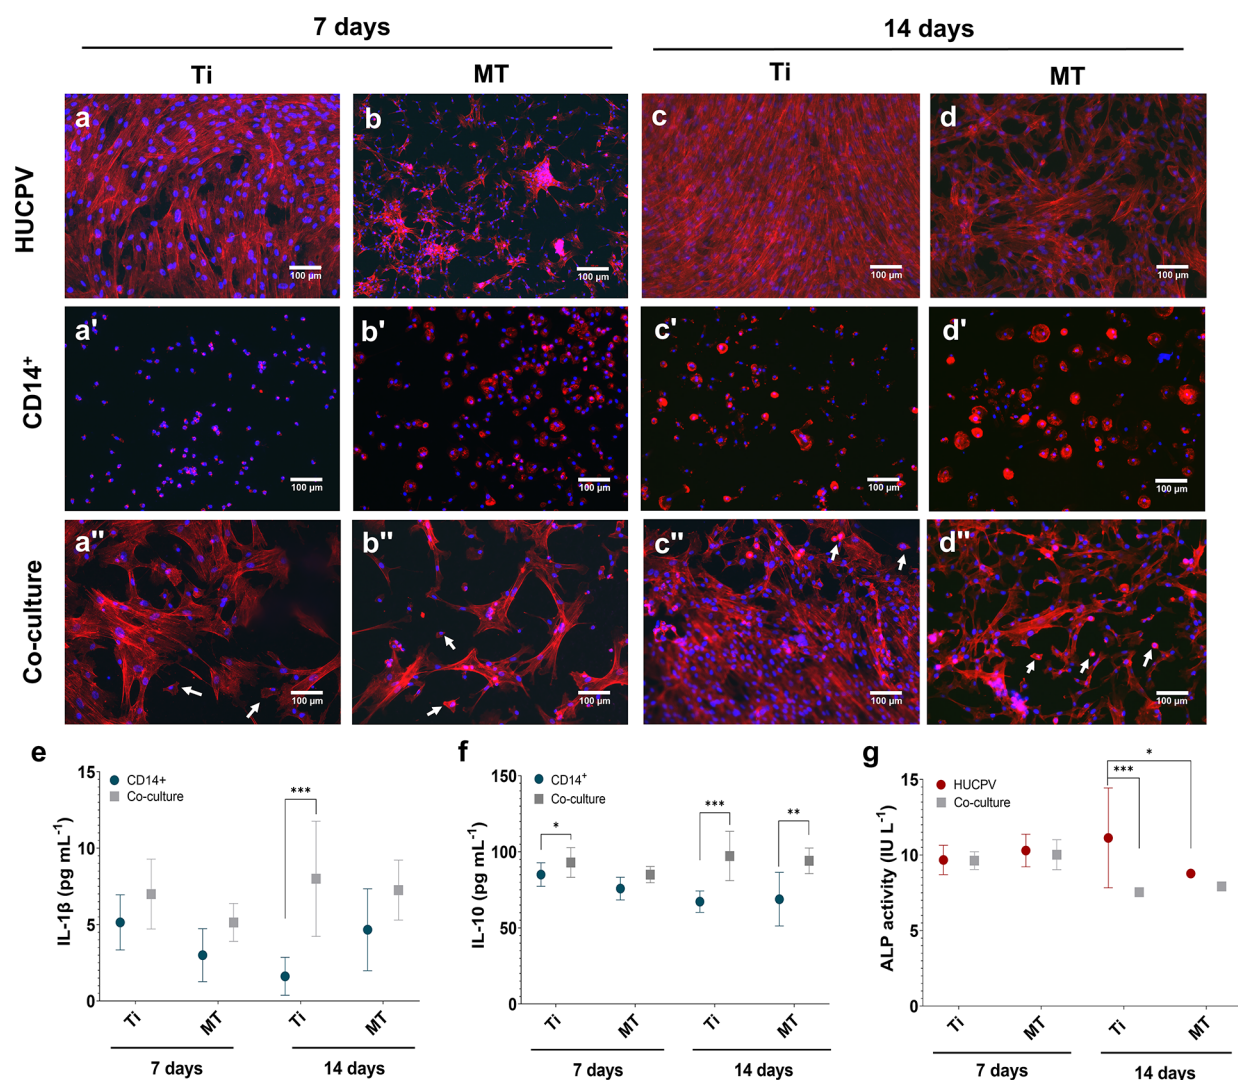 7 days
14 days
Ti
MT
Ti
MT
HUCPV
a
100 µm
b
100 µm
c
100 µm
d
100 µm
CD14+
a'
100 µm
b'
100 µm
c'
100 µm
d'
100 µm
Co-culture
a"
100 µm
b"
100 µm
c"
100 µm
d"
100 µm
e
IL-1β (pg mL-1)
15
10
5
0
CD14+
Co-culture
***
Ti
MT
Ti
MT
7 days
14 days
f
IL-10 (pg mL-1)
150
100
50
0
CD14+
Co-culture
*
***
**
Ti
MT
Ti
MT
7 days
14 days
g
ALP activity (IU L-1)
15
10
5
0
HUCPV
Co-culture
***
*
Ti
MT
Ti
MT
7 days
14 days